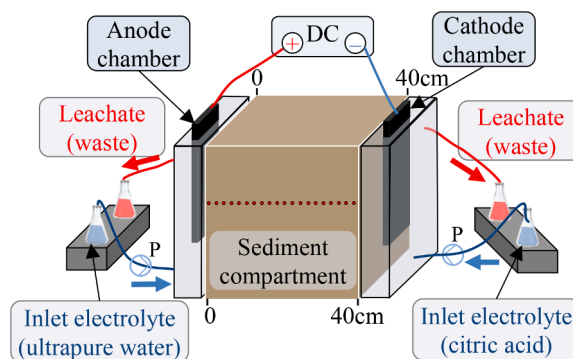 Anode
chamber
+
DC
−
Cathode
chamber
0
40cm
Leachate
(waste)
Leachate
(waste)
P
P
Sediment
compartment
Inlet electrolyte
(ultrapure water)
0
40cm
Inlet electrolyte
(citric acid)